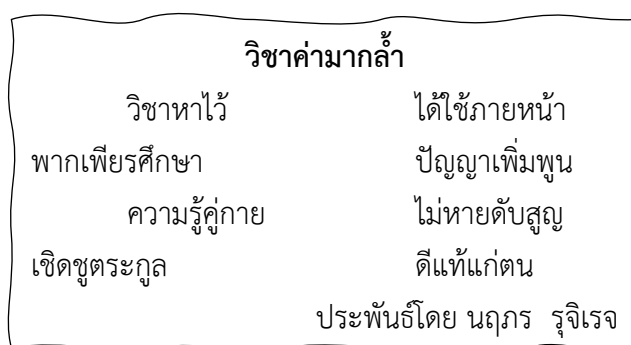 วิชาค่ามากล้ำ
วิชาหาไว้ ได้ใช้ภายหน้า
พากเพียรศึกษา ปัญญาเพิ่มพูน
ความรู้คู่กาย ไม่หายดับสูญ
เชิดชูตระกูล ดีแท้แก่ตน
ประพันธ์โดย นฤภร รุจิเรจ